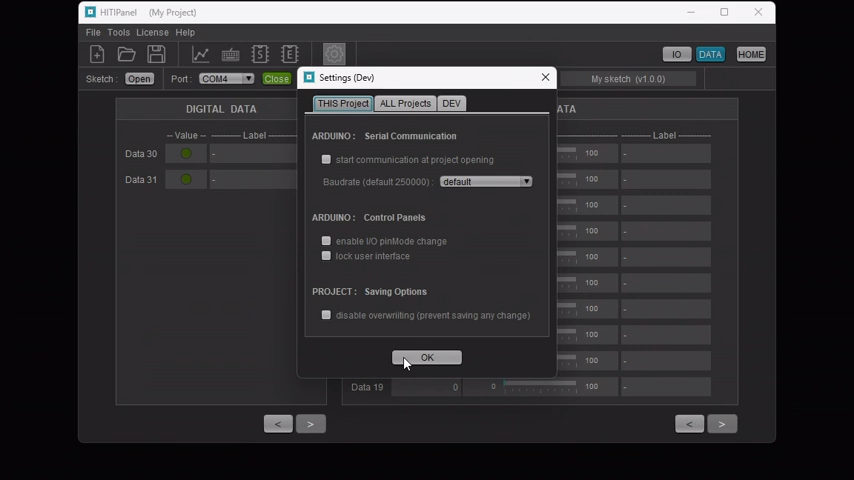 HITIPanel (My Project)
File Tools License Help
IO DATA HOME
Sketch : Open Port : COM4 Close My sketch (v1.0.0)
Settings (Dev)
THIS Project ALL Projects DEV
DIGITAL DATA
ATA
Value Label
Label
Data 30 -
Data 31 -
ARDUINO : Serial Communication
start communication at project opening
Baudrate (default 250000) : default
ARDUINO : Control Panels
enable I/O pinMode change
lock user interface
PROJECT : Saving Options
disable overwriiting (prevent saving any change)
OK
100 -
100 -
100 -
100 -
100 -
100 -
100 -
100 -
100 -
Data 19 0 0 100 -
< >
< >